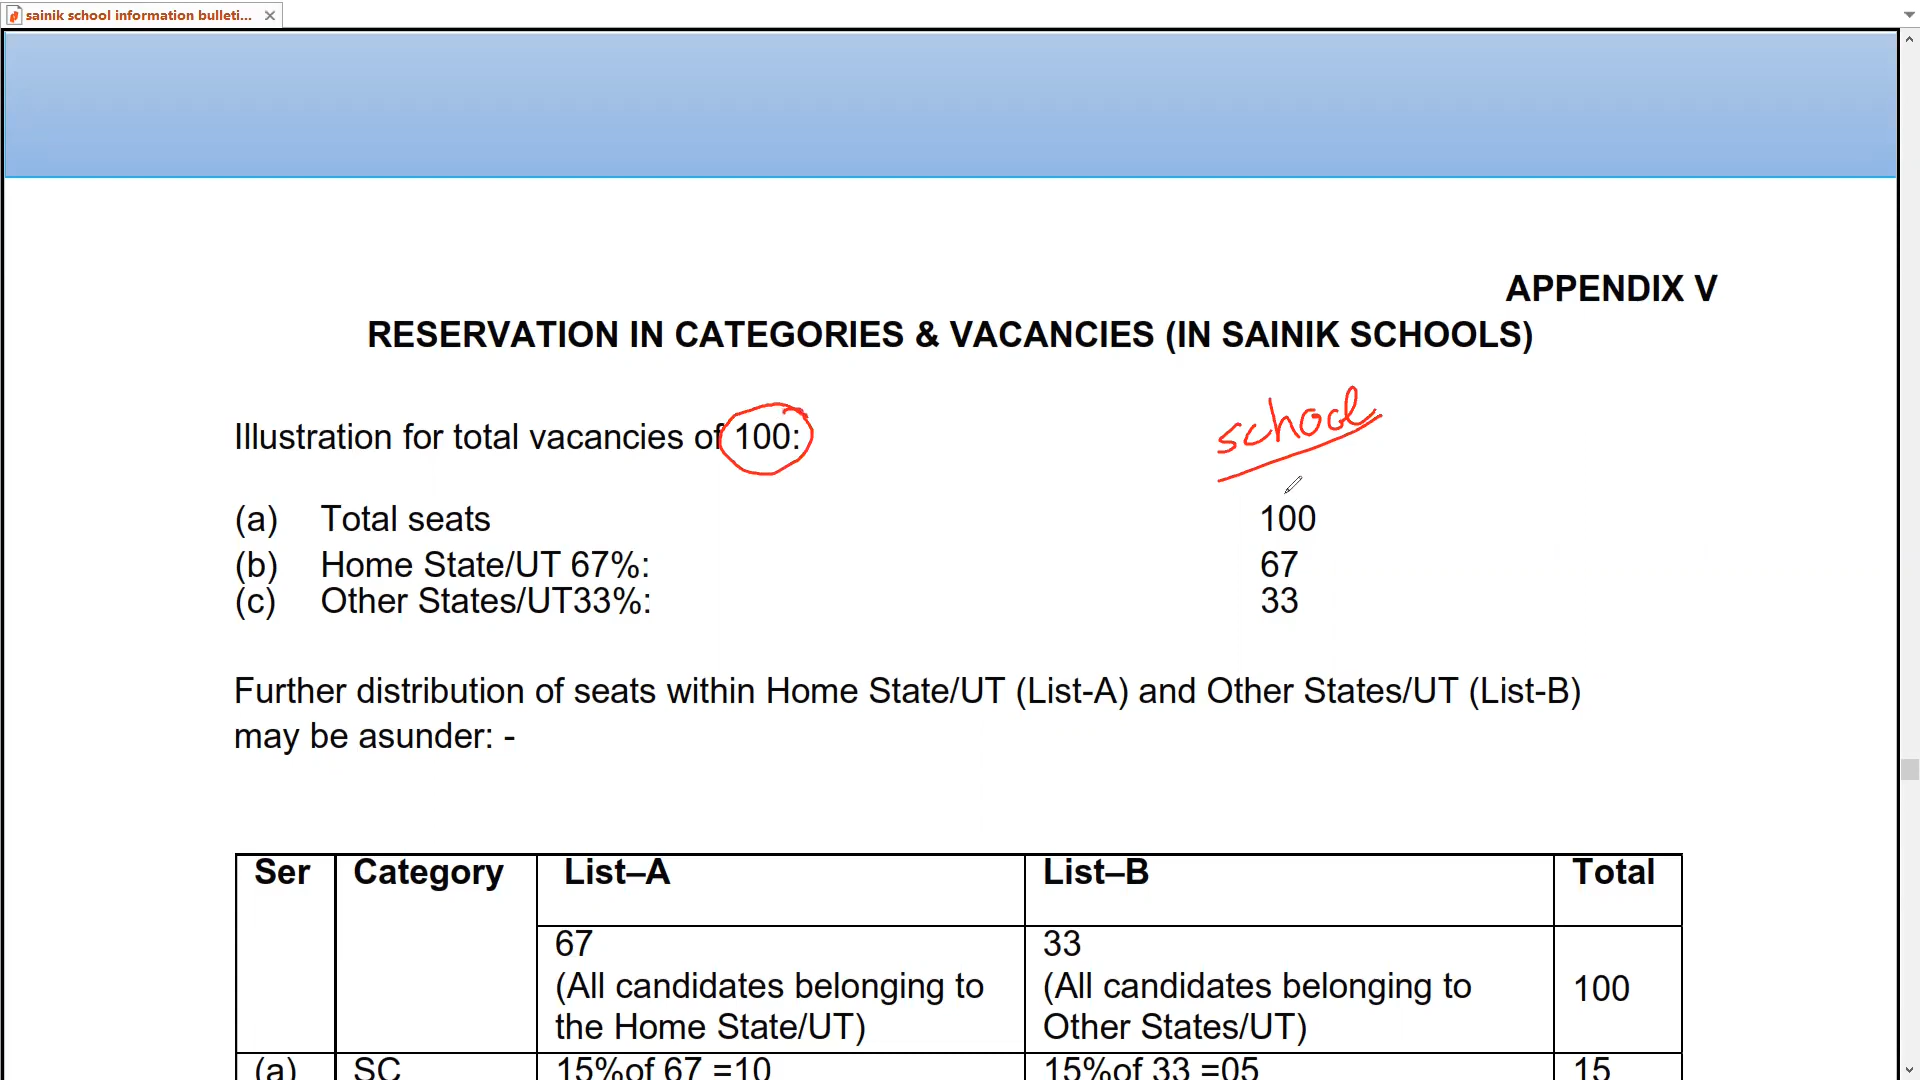 sainik school information bulleti...
APPENDIX V
RESERVATION IN CATEGORIES & VACANCIES (IN SAINIK SCHOOLS)
Illustration for total vacancies of 100:
school
(a) Total seats 100
(b) Home State/UT 67%: 67
(c) Other States/UT33%: 33
Further distribution of seats within Home State/UT (List-A) and Other States/UT (List-B)
may be asunder: -
Ser Category List–A List–B Total
67 33
(All candidates belonging to (All candidates belonging to 100
the Home State/UT) Other States/UT)
(a) SC 15%of 67 =10 15%of 33 =05 15